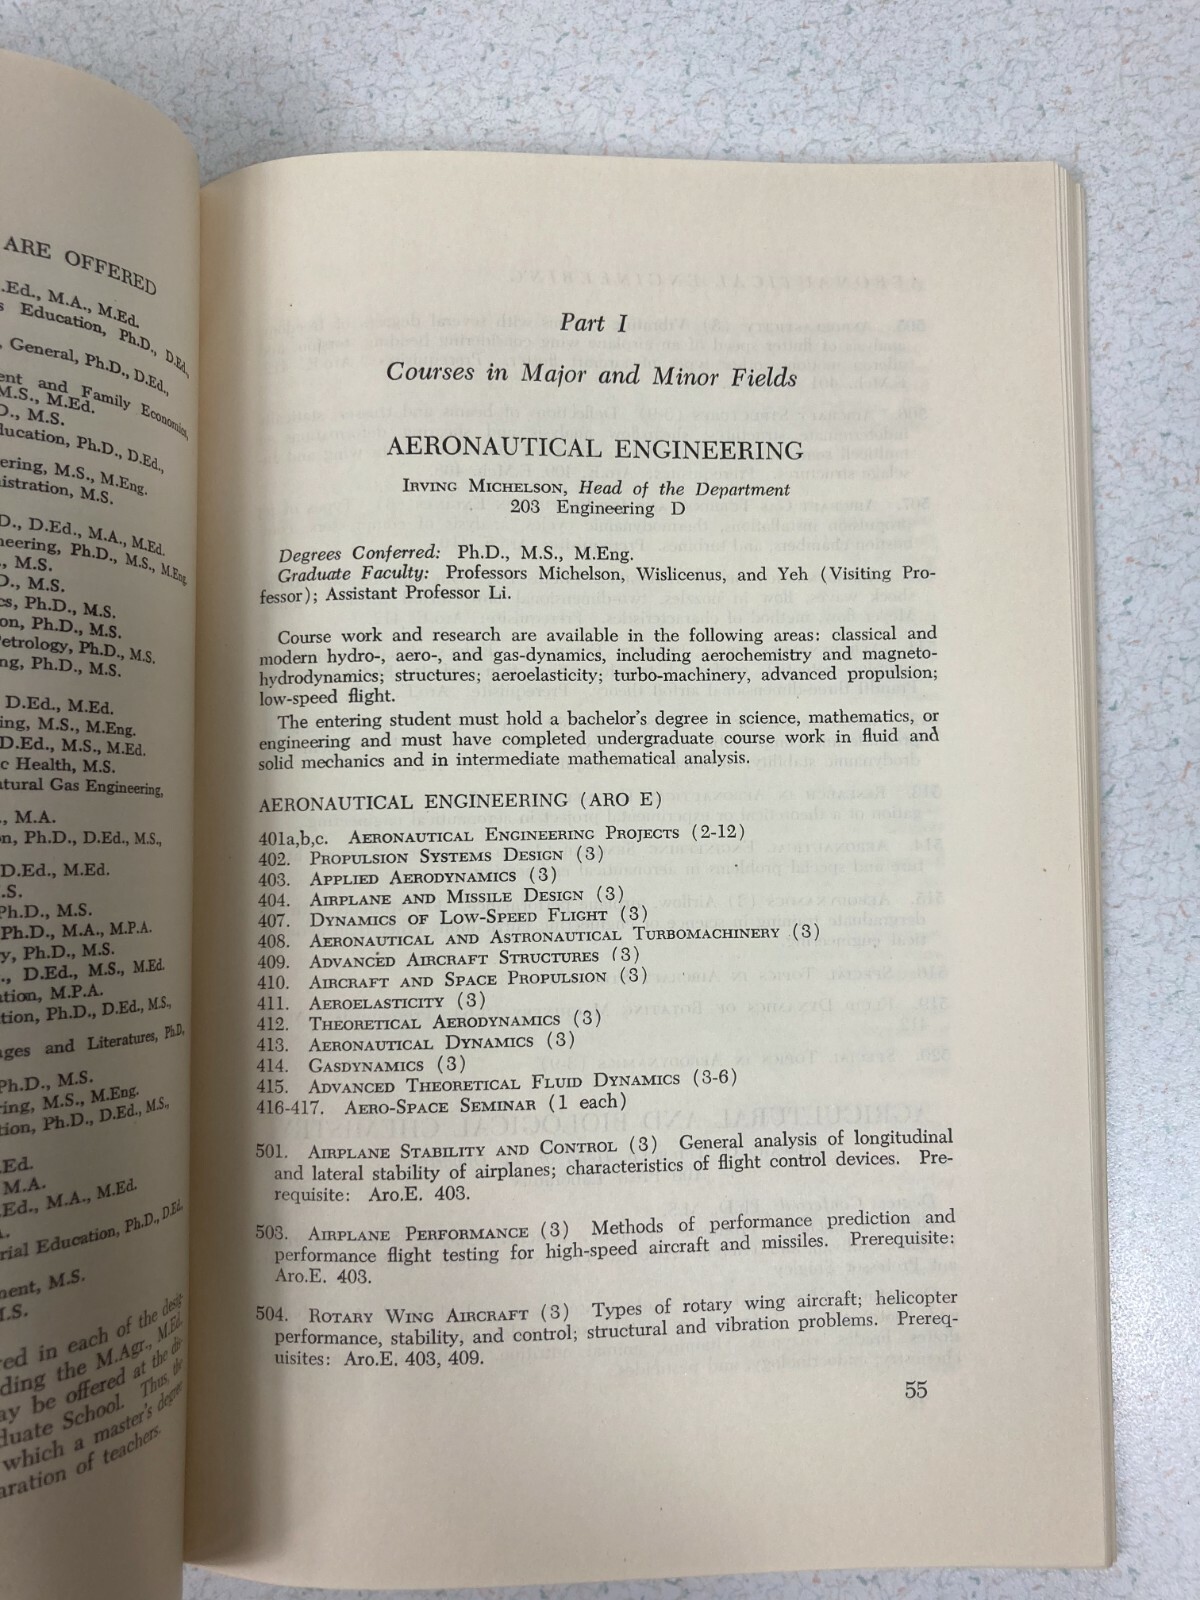 ARE OFFERED
.Ed., M.A., M.Ed.
s Education, Ph.D., D.Ed.,
, General, Ph.D., D.Ed.,
ent and Family Economics,
M.S., M.Ed.
D., M.S.
ducation, Ph.D., D.Ed.,
ering, M.S., M.Eng.
istration, M.S.
D., D.Ed., M.A., M.Ed.
neering, Ph.D., M.S., M.Eng.
., M.S.
D., M.S.
cs, Ph.D., M.S.
on, Ph.D., M.S.
etrology, Ph.D., M.S.
ng, Ph.D., M.S.
D.Ed., M.Ed.
ing, M.S., M.Eng.
D.Ed., M.S., M.Ed.
c Health, M.S.
atural Gas Engineering,
., M.A.
n, Ph.D., D.Ed., M.S.,
D.Ed., M.Ed.
.S.
Ph.D., M.S.
Ph.D., M.A., M.P.A.
y, Ph.D., M.S.
., D.Ed., M.S., M.Ed.
ation, M.P.A.
tion, Ph.D., D.Ed., M.S.,
ages and Literatures, Ph.D.,
Ph.D., M.S.
ring, M.S., M.Eng.
tion, Ph.D., D.Ed., M.S.,
.Ed.
M.A.
.Ed., M.A., M.Ed.
rial Education, Ph.D., D.Ed.,
ment, M.S.
.S.
red in each of the desig-
ding the M.Agr., M.Ed.
ay be offered at the dis-
duate School. Thus, the
which a master's degree
aration of teachers.
Part I
Courses in Major and Minor Fields
AERONAUTICAL ENGINEERING
IRVING MICHELSON, Head of the Department
203 Engineering D
Degrees Conferred: Ph.D., M.S., M.Eng.
Graduate Faculty: Professors Michelson, Wislicenus, and Yeh (Visiting Pro-
fessor); Assistant Professor Li.
Course work and research are available in the following areas: classical and
modern hydro-, aero-, and gas-dynamics, including aerochemistry and magneto-
hydrodynamics; structures; aeroelasticity; turbo-machinery, advanced propulsion;
low-speed flight.
The entering student must hold a bachelor's degree in science, mathematics, or
engineering and must have completed undergraduate course work in fluid and
solid mechanics and in intermediate mathematical analysis.
AERONAUTICAL ENGINEERING (ARO E)
401a,b,c. AERONAUTICAL ENGINEERING PROJECTS (2-12)
402. PROPULSION SYSTEMS DESIGN (3)
403. APPLIED AERODYNAMICS (3)
404. AIRPLANE AND MISSILE DESIGN (3)
407. DYNAMICS OF LOW-SPEED FLIGHT (3)
408. AERONAUTICAL AND ASTRONAUTICAL TURBOMACHINERY (3)
409. ADVANCED AIRCRAFT STRUCTURES (3)
410. AIRCRAFT AND SPACE PROPULSION (3)
411. AEROELASTICITY (3)
412. THEORETICAL AERODYNAMICS (3)
413. AERONAUTICAL DYNAMICS (3)
414. GASDYNAMICS (3)
415. ADVANCED THEORETICAL FLUID DYNAMICS (3-6)
416-417. AERO-SPACE SEMINAR (1 each)
501. AIRPLANE STABILITY AND CONTROL (3) General analysis of longitudinal
and lateral stability of airplanes; characteristics of flight control devices. Pre-
requisite: Aro.E. 403.
503. AIRPLANE PERFORMANCE (3) Methods of performance prediction and
performance flight testing for high-speed aircraft and missiles. Prerequisite:
Aro.E. 403.
504. ROTARY WING AIRCRAFT (3) Types of rotary wing aircraft; helicopter
performance, stability, and control; structural and vibration problems. Prereq-
uisites: Aro.E. 403, 409.
55